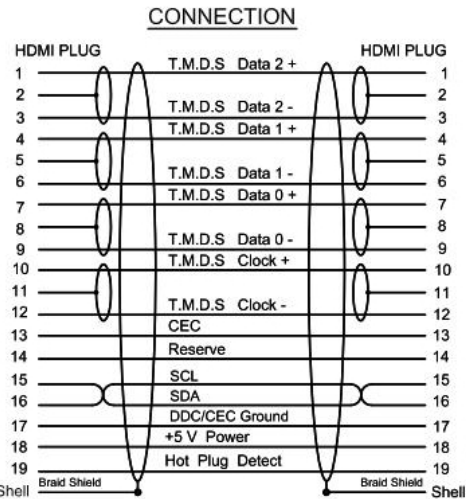 CONNECTION
HDMI PLUG HDMI PLUG
1 T.M.D.S Data 2 + 1
2 2
3 T.M.D.S Data 2 - 3
4 T.M.D.S Data 1 + 4
5 5
6 T.M.D.S Data 1 - 6
7 T.M.D.S Data 0 + 7
8 8
9 T.M.D.S Data 0 - 9
10 T.M.D.S Clock + 10
11 11
12 T.M.D.S Clock - 12
13 CEC 13
14 Reserve 14
15 SCL 15
16 SDA 16
17 DDC/CEC Ground 17
18 +5 V Power 18
19 Hot Plug Detect 19
Shell Braid Shield Braid Shield Shell